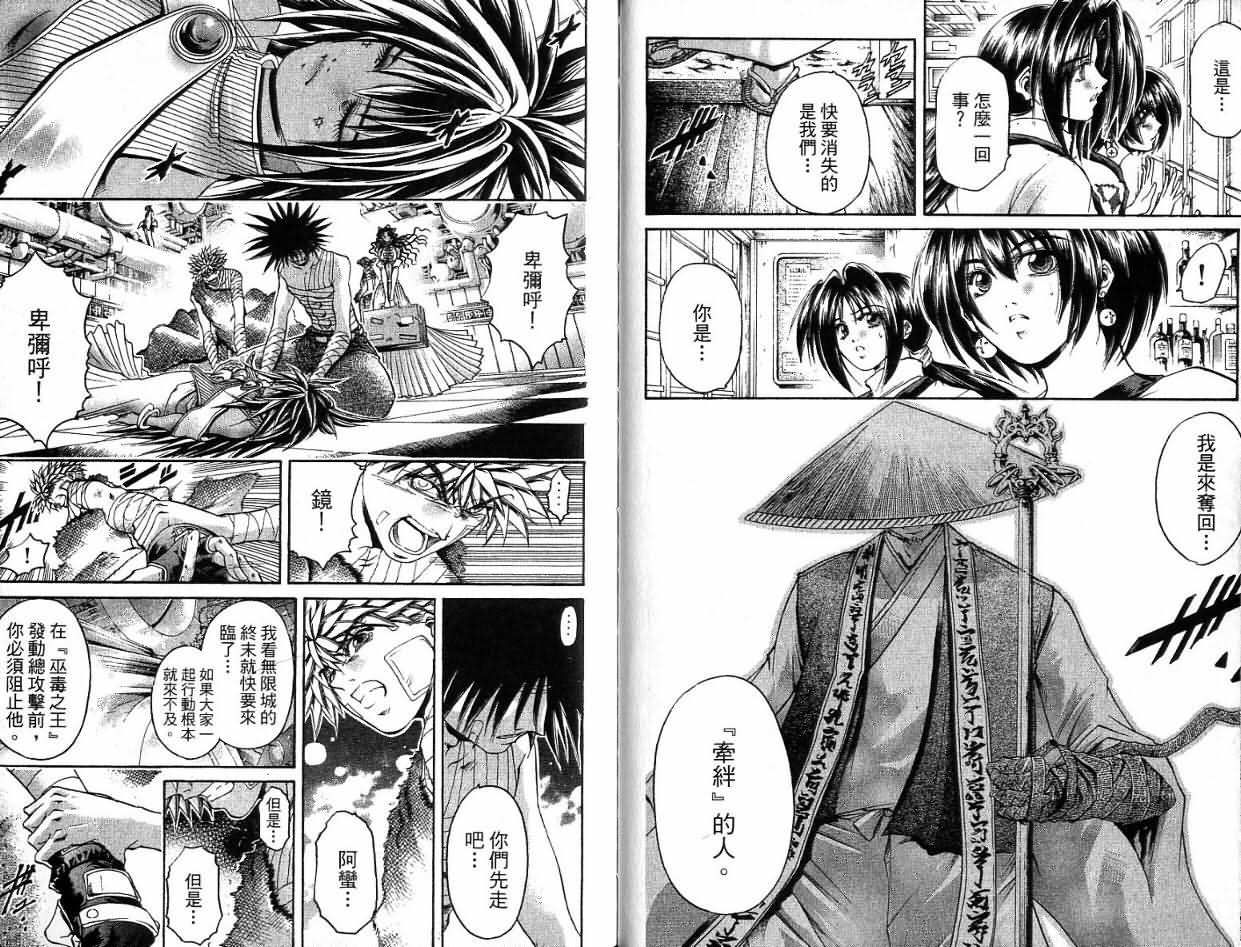 這是…
怎麼一回
事？
快要消失的
是我們…
！
你是…
我是來奪回…
『牽絆』的人。
卑彌呼！
卑彌呼！
…
鏡！
！
…
你們先走
吧…
阿蠻…
我看無限城的
終末就快要來
臨了…
如果大家一
起行動根本
就來不及。
在『巫毒之王』
發動總攻擊前，
你必須阻止他。
但是…
但是…